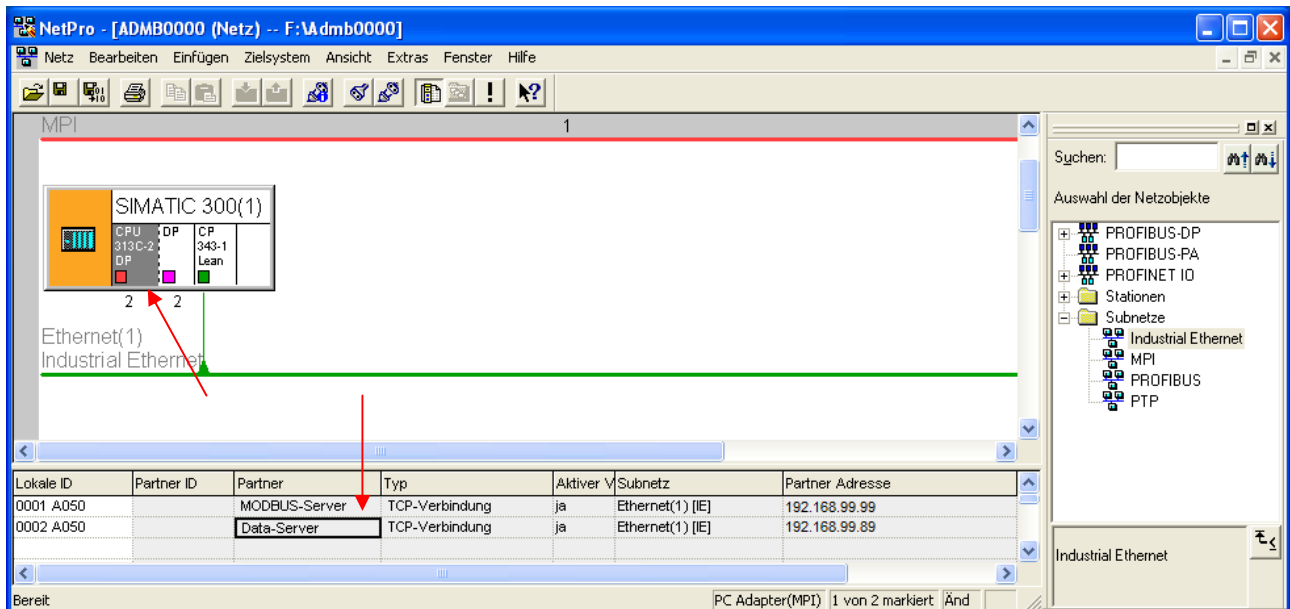 NetPro - [ADMB0000 (Netz) -- F:\Admb0000]
Netz Bearbeiten Einfügen Zielsystem Ansicht Extras Fenster Hilfe
MPI 1
SIMATIC 300(1)
CPU 313C-2 DP
DP
CP 343-1 Lean
2 2
Ethernet(1)
Industrial Ethernet
Suchen:
Auswahl der Netzobjekte
PROFIBUS-DP
PROFIBUS-PA
PROFINET IO
Stationen
Subnetze
Industrial Ethernet
MPI
PROFIBUS
PTP
Lokale ID Partner ID Partner Typ Aktiver V Subnetz Partner Adresse
0001 A050 MODBUS-Server TCP-Verbindung ja Ethernet(1) [IE] 192.168.99.99
0002 A050 Data-Server TCP-Verbindung ja Ethernet(1) [IE] 192.168.99.89
Industrial Ethernet
Bereit PC Adapter(MPI) 1 von 2 markiert Änd